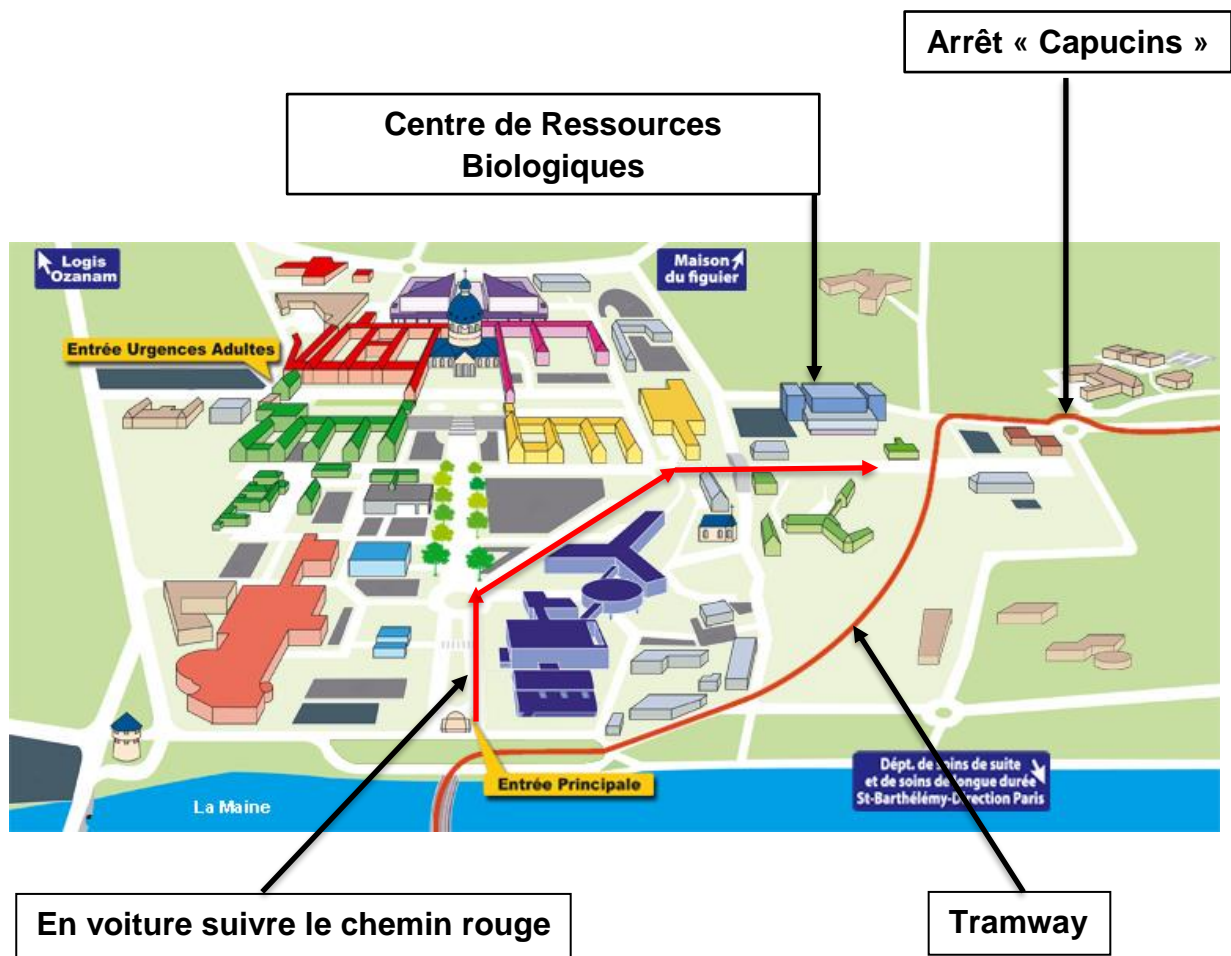 Arrêt « Capucins »
Centre de Ressources
Biologiques
Logis
Ozanam
Maison
du figuier
Entrée Urgences Adultes
Entrée Principale
Dépt. de soins de suite
et de soins de longue durée
St-Barthélémy-Direction Paris
La Maine
En voiture suivre le chemin rouge
Tramway